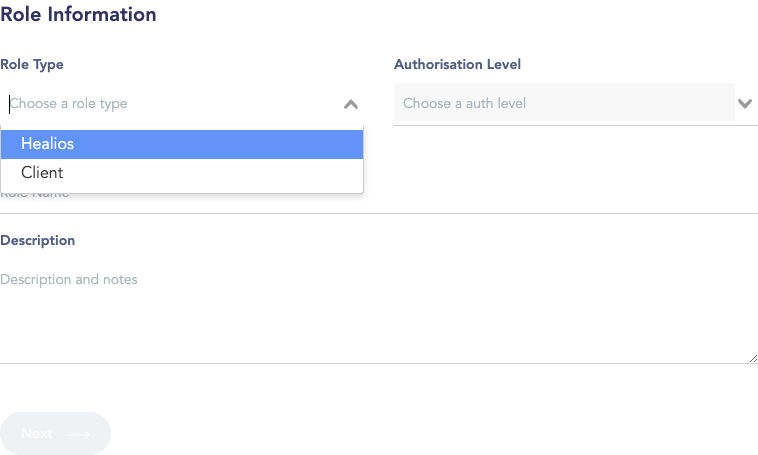 Role Information
Role Type
Authorisation Level
Choose a role type
Choose a auth level
Healios
Client
Role Name
Description
Description and notes
Next